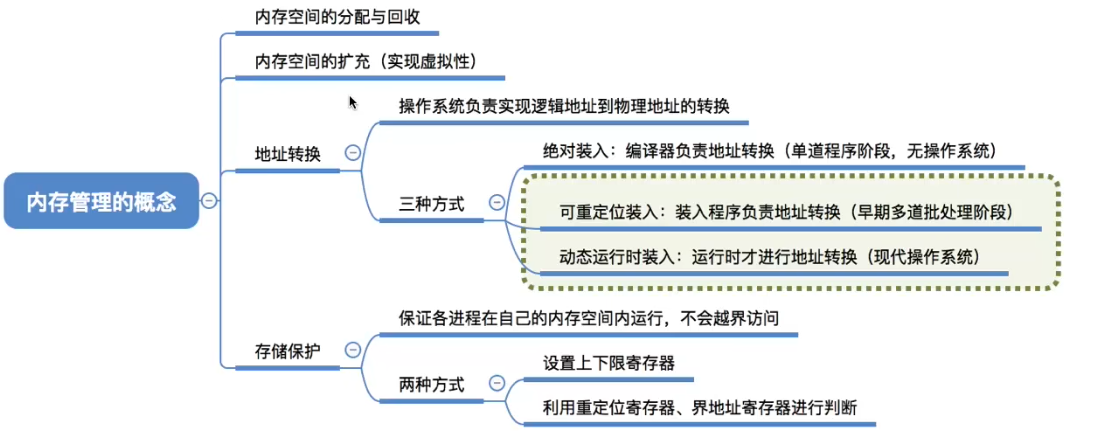 内存管理的概念
内存空间的分配与回收
内存空间的扩充（实现虚拟性）
地址转换
操作系统负责实现逻辑地址到物理地址的转换
三种方式
绝对装入：编译器负责地址转换（单道程序阶段，无操作系统）
可重定位装入：装入程序负责地址转换（早期多道批处理阶段）
动态运行时装入：运行时才进行地址转换（现代操作系统）
存储保护
保证各进程在自己的内存空间内运行，不会越界访问
两种方式
设置上下限寄存器
利用重定位寄存器、界地址寄存器进行判断